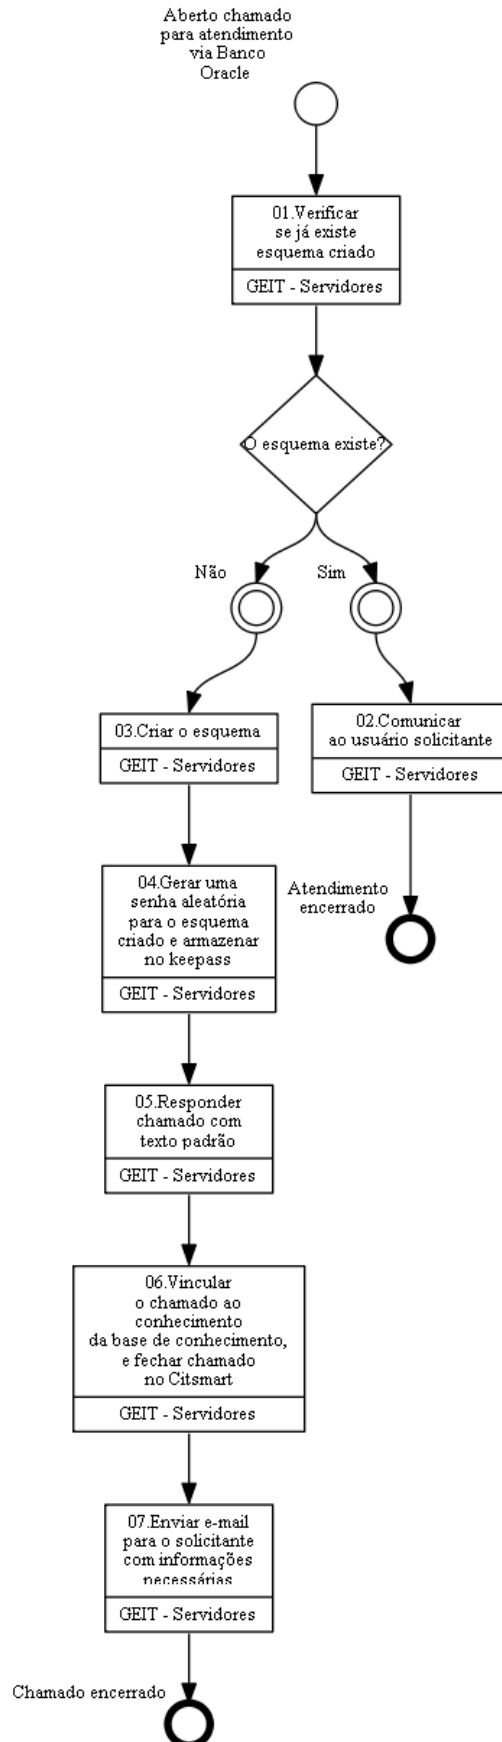 Aberto chamado
para atendimento
via Banco
Oracle
01.Verificar
se já existe
esquema criado
GEIT - Servidores
O esquema existe?
Não
Sim
03.Criar o esquema
GEIT - Servidores
02.Comunicar
ao usuário solicitante
GEIT - Servidores
04.Gerar uma
senha aleatória
para o esquema
criado e armazenar
no keepass
GEIT - Servidores
Atendimento
encerrado
05.Responder
chamado com
texto padrão
GEIT - Servidores
06.Vincular
o chamado ao
conhecimento
da base de conhecimento,
e fechar chamado
no Citsmart
GEIT - Servidores
07.Enviar e-mail
para o solicitante
com informações
necessárias
GEIT - Servidores
Chamado encerrado